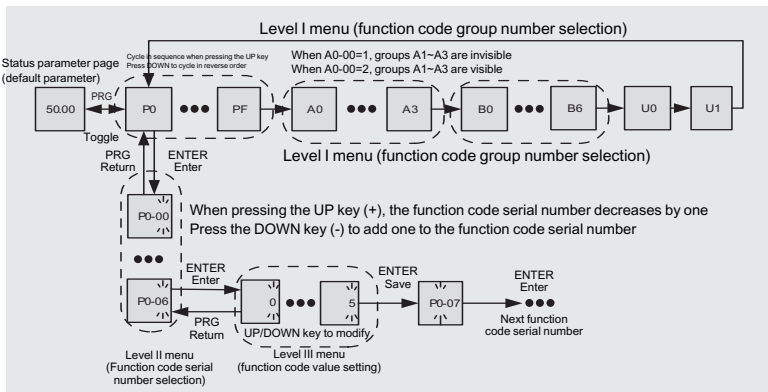 Level I menu (function code group number selection)
Status parameter page
(default parameter)
Cycle in sequence when pressing the UP key
Press DOWN to cycle in reverse order
When A0-00=1, groups A1~A3 are invisible
When A0-00=2, groups A1~A3 are visible
50.00
PRG
Toggle
P0
PF
A0
A3
B0
B6
U0
U1
Level I menu (function code group number selection)
PRG
Return
ENTER
Enter
P0-00
When pressing the UP key (+), the function code serial number decreases by one
Press the DOWN key (-) to add one to the function code serial number
P0-06
ENTER
Enter
PRG
Return
0
5
UP/DOWN key to modify
ENTER
Save
P0-07
ENTER
Enter
Next function
code serial number
Level II menu
(Function code serial
number selection)
Level III menu
(function code value setting)